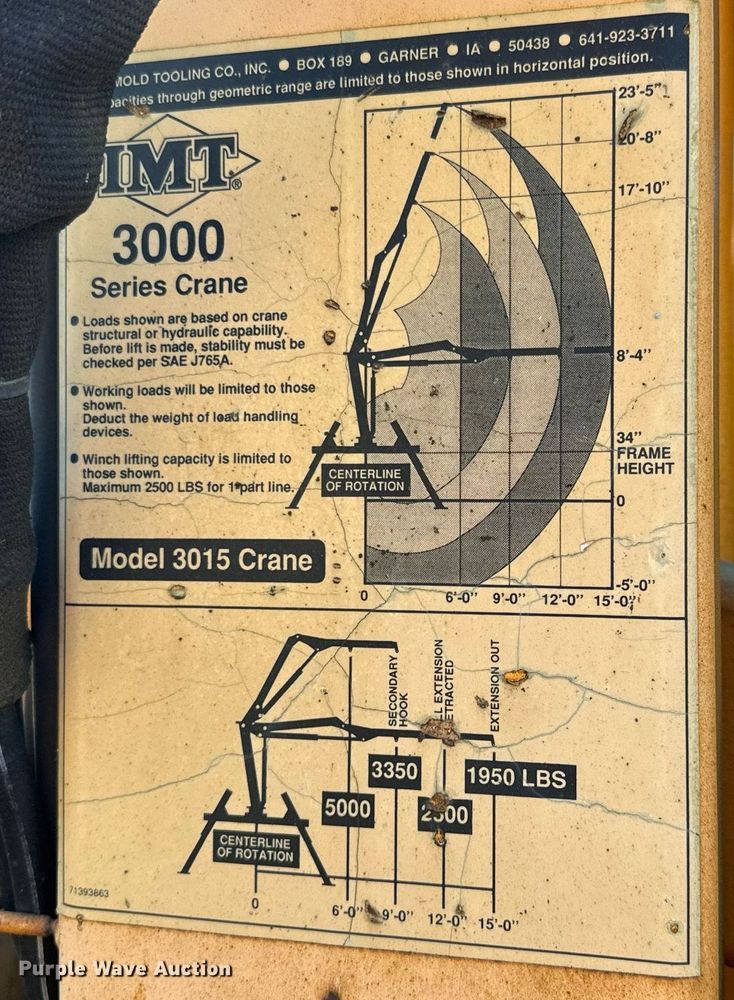 MOLD TOOLING CO., INC. ● BOX 189 ● GARNER ● IA ● 50438 ● 641-923-3711
through geometric range are limited to those shown in horizontal position.
IMT®
3000
Series Crane
● Loads shown are based on crane
structural or hydraulic capability.
Before lift is made, stability must be
checked per SAE J765A.
● Working loads will be limited to those
shown.
Deduct the weight of load handling
devices.
● Winch lifting capacity is limited to
those shown.
Maximum 2500 LBS for 1 part line.
Model 3015 Crane
23'-5"
20'-8"
17'-10"
8'-4"
34"
FRAME
HEIGHT
0
-5'-0"
CENTERLINE
OF ROTATION
0 6'-0" 9'-0" 12'-0" 15'-0"
SECONDARY
HOOK
EXTENSION
EXTENSION OUT
3350
1950 LBS
5000
2500
CENTERLINE
OF ROTATION
71393863
0 6'-0" 9'-0" 12'-0" 15'-0"
Purple Wave Auction